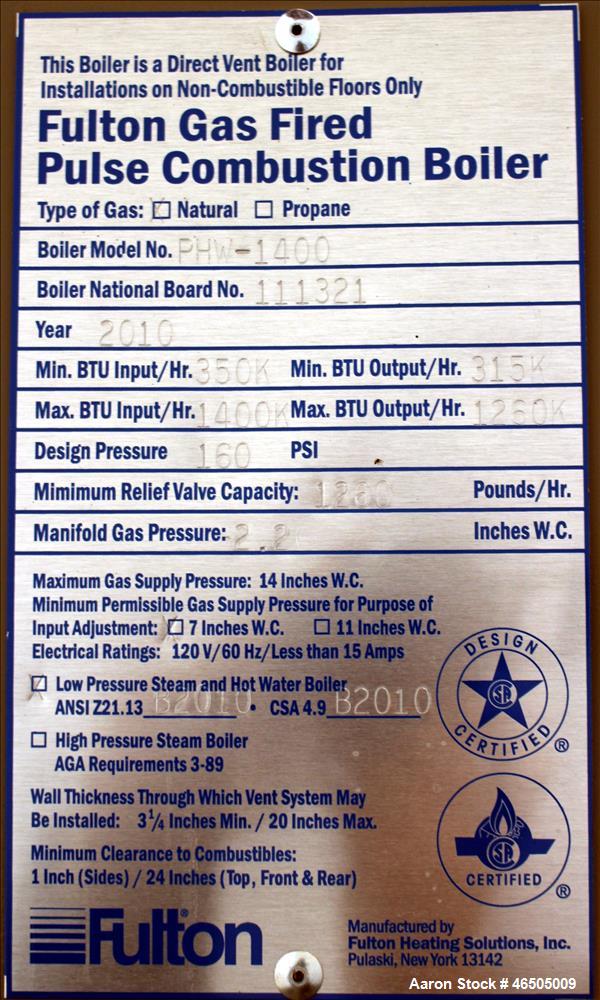 This Boiler is a Direct Vent Boiler for
Installations on Non-Combustible Floors Only
Fulton Gas Fired
Pulse Combustion Boiler
Type of Gas: ☒ Natural ☐ Propane
Boiler Model No. PHW-1400
Boiler National Board No. 111321
Year 2010
Min. BTU Input/Hr. 350K Min. BTU Output/Hr. 315K
Max. BTU Input/Hr. 1400K Max. BTU Output/Hr. 1260K
Design Pressure 160 PSI
Mimimum Relief Valve Capacity: Pounds/Hr.
Manifold Gas Pressure: 2.2 Inches W.C.
Maximum Gas Supply Pressure: 14 Inches W.C.
Minimum Permissible Gas Supply Pressure for Purpose of
Input Adjustment: ☒ 7 Inches W.C. ☐ 11 Inches W.C.
Electrical Ratings: 120 V/60 Hz/Less than 15 Amps
☒ Low Pressure Steam and Hot Water Boiler
ANSI Z21.13 B2010 • CSA 4.9 B2010
☐ High Pressure Steam Boiler
AGA Requirements 3-89
DESIGN
CERTIFIED ®
Wall Thickness Through Which Vent System May
Be Installed: 3¼ Inches Min. / 20 Inches Max.
Minimum Clearance to Combustibles:
1 Inch (Sides) / 24 Inches (Top, Front & Rear)
CERTIFIED ®
Fulton
Manufactured by
Fulton Heating Solutions, Inc.
Pulaski, New York 13142
Aaron Stock # 46505009